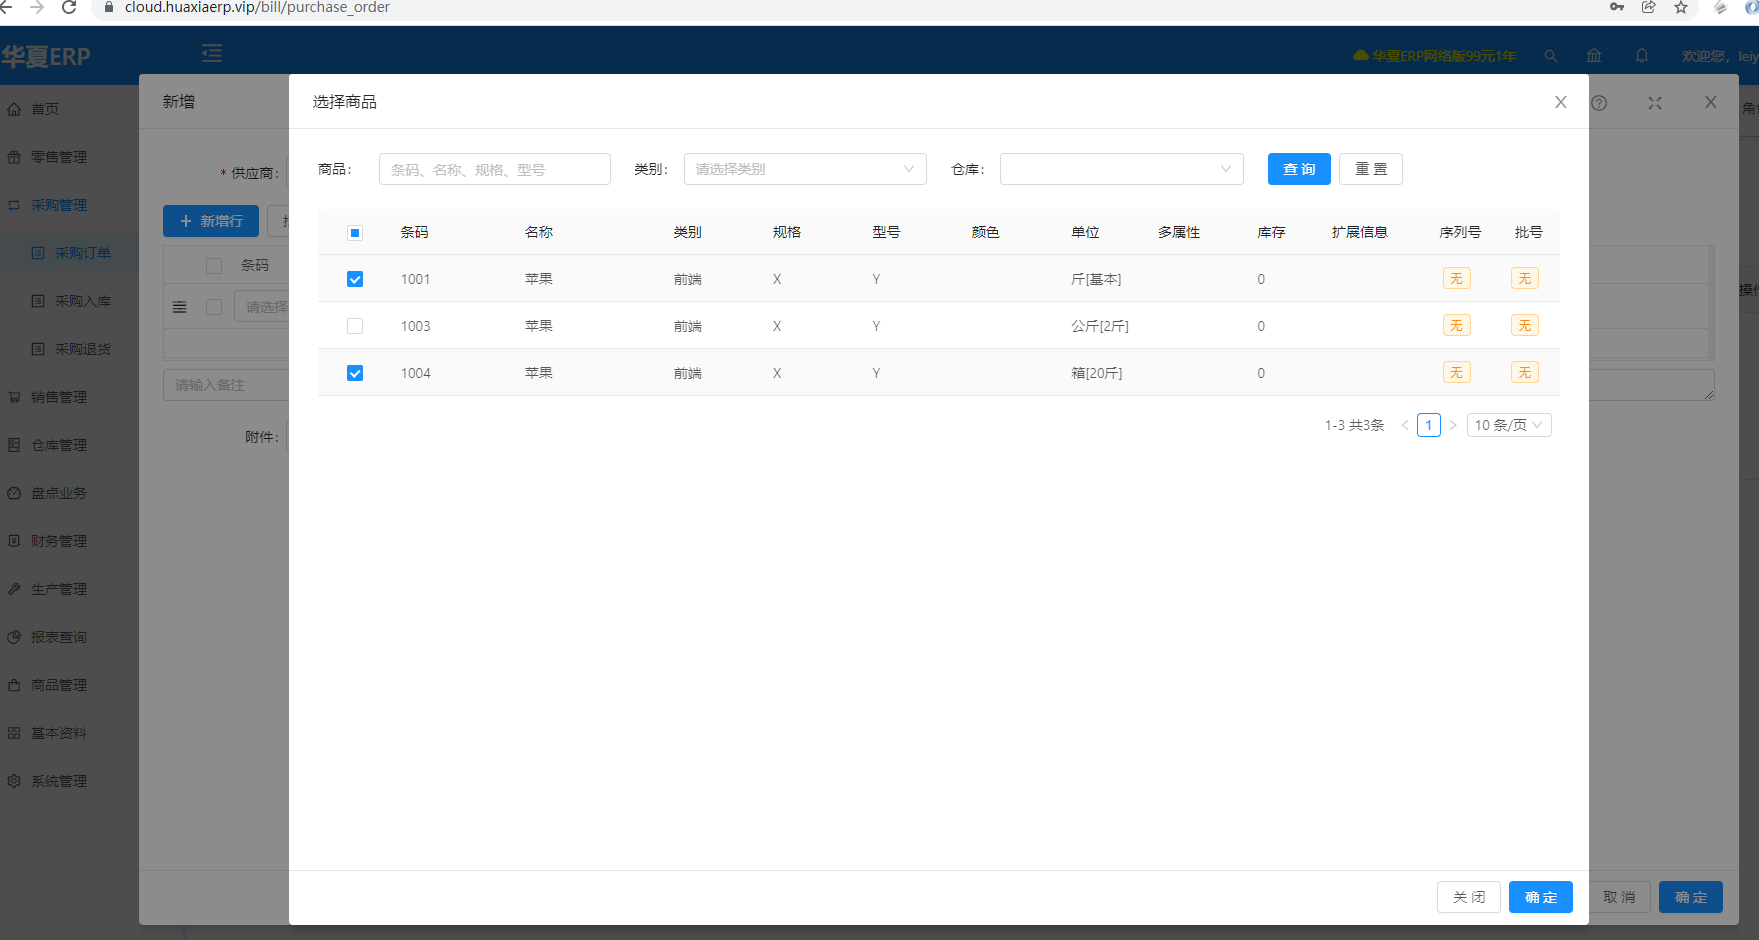 cloud.huaxiaerp.vip/bill/purchase_order
华夏ERP
华夏ERP网络版99元1年
欢迎您，leiy
首页
零售管理
采购管理
采购订单
采购入库
采购退货
销售管理
仓库管理
盘点业务
财务管理
生产管理
报表查询
商品管理
基本资料
系统管理
新增
* 供应商:
+ 新增行
条码
请选择
请输入备注
附件:
操作
取 消 确 定
选择商品
商品： 条码、名称、规格、型号 类别： 请选择类别 仓库： 查 询 重 置
条码 名称 类别 规格 型号 颜色 单位 多属性 库存 扩展信息 序列号 批号
1001 苹果 前端 X Y 斤[基本] 0 无 无
1003 苹果 前端 X Y 公斤[2斤] 0 无 无
1004 苹果 前端 X Y 箱[20斤] 0 无 无
1-3 共3条 < 1 > 10 条/页
关 闭 确 定